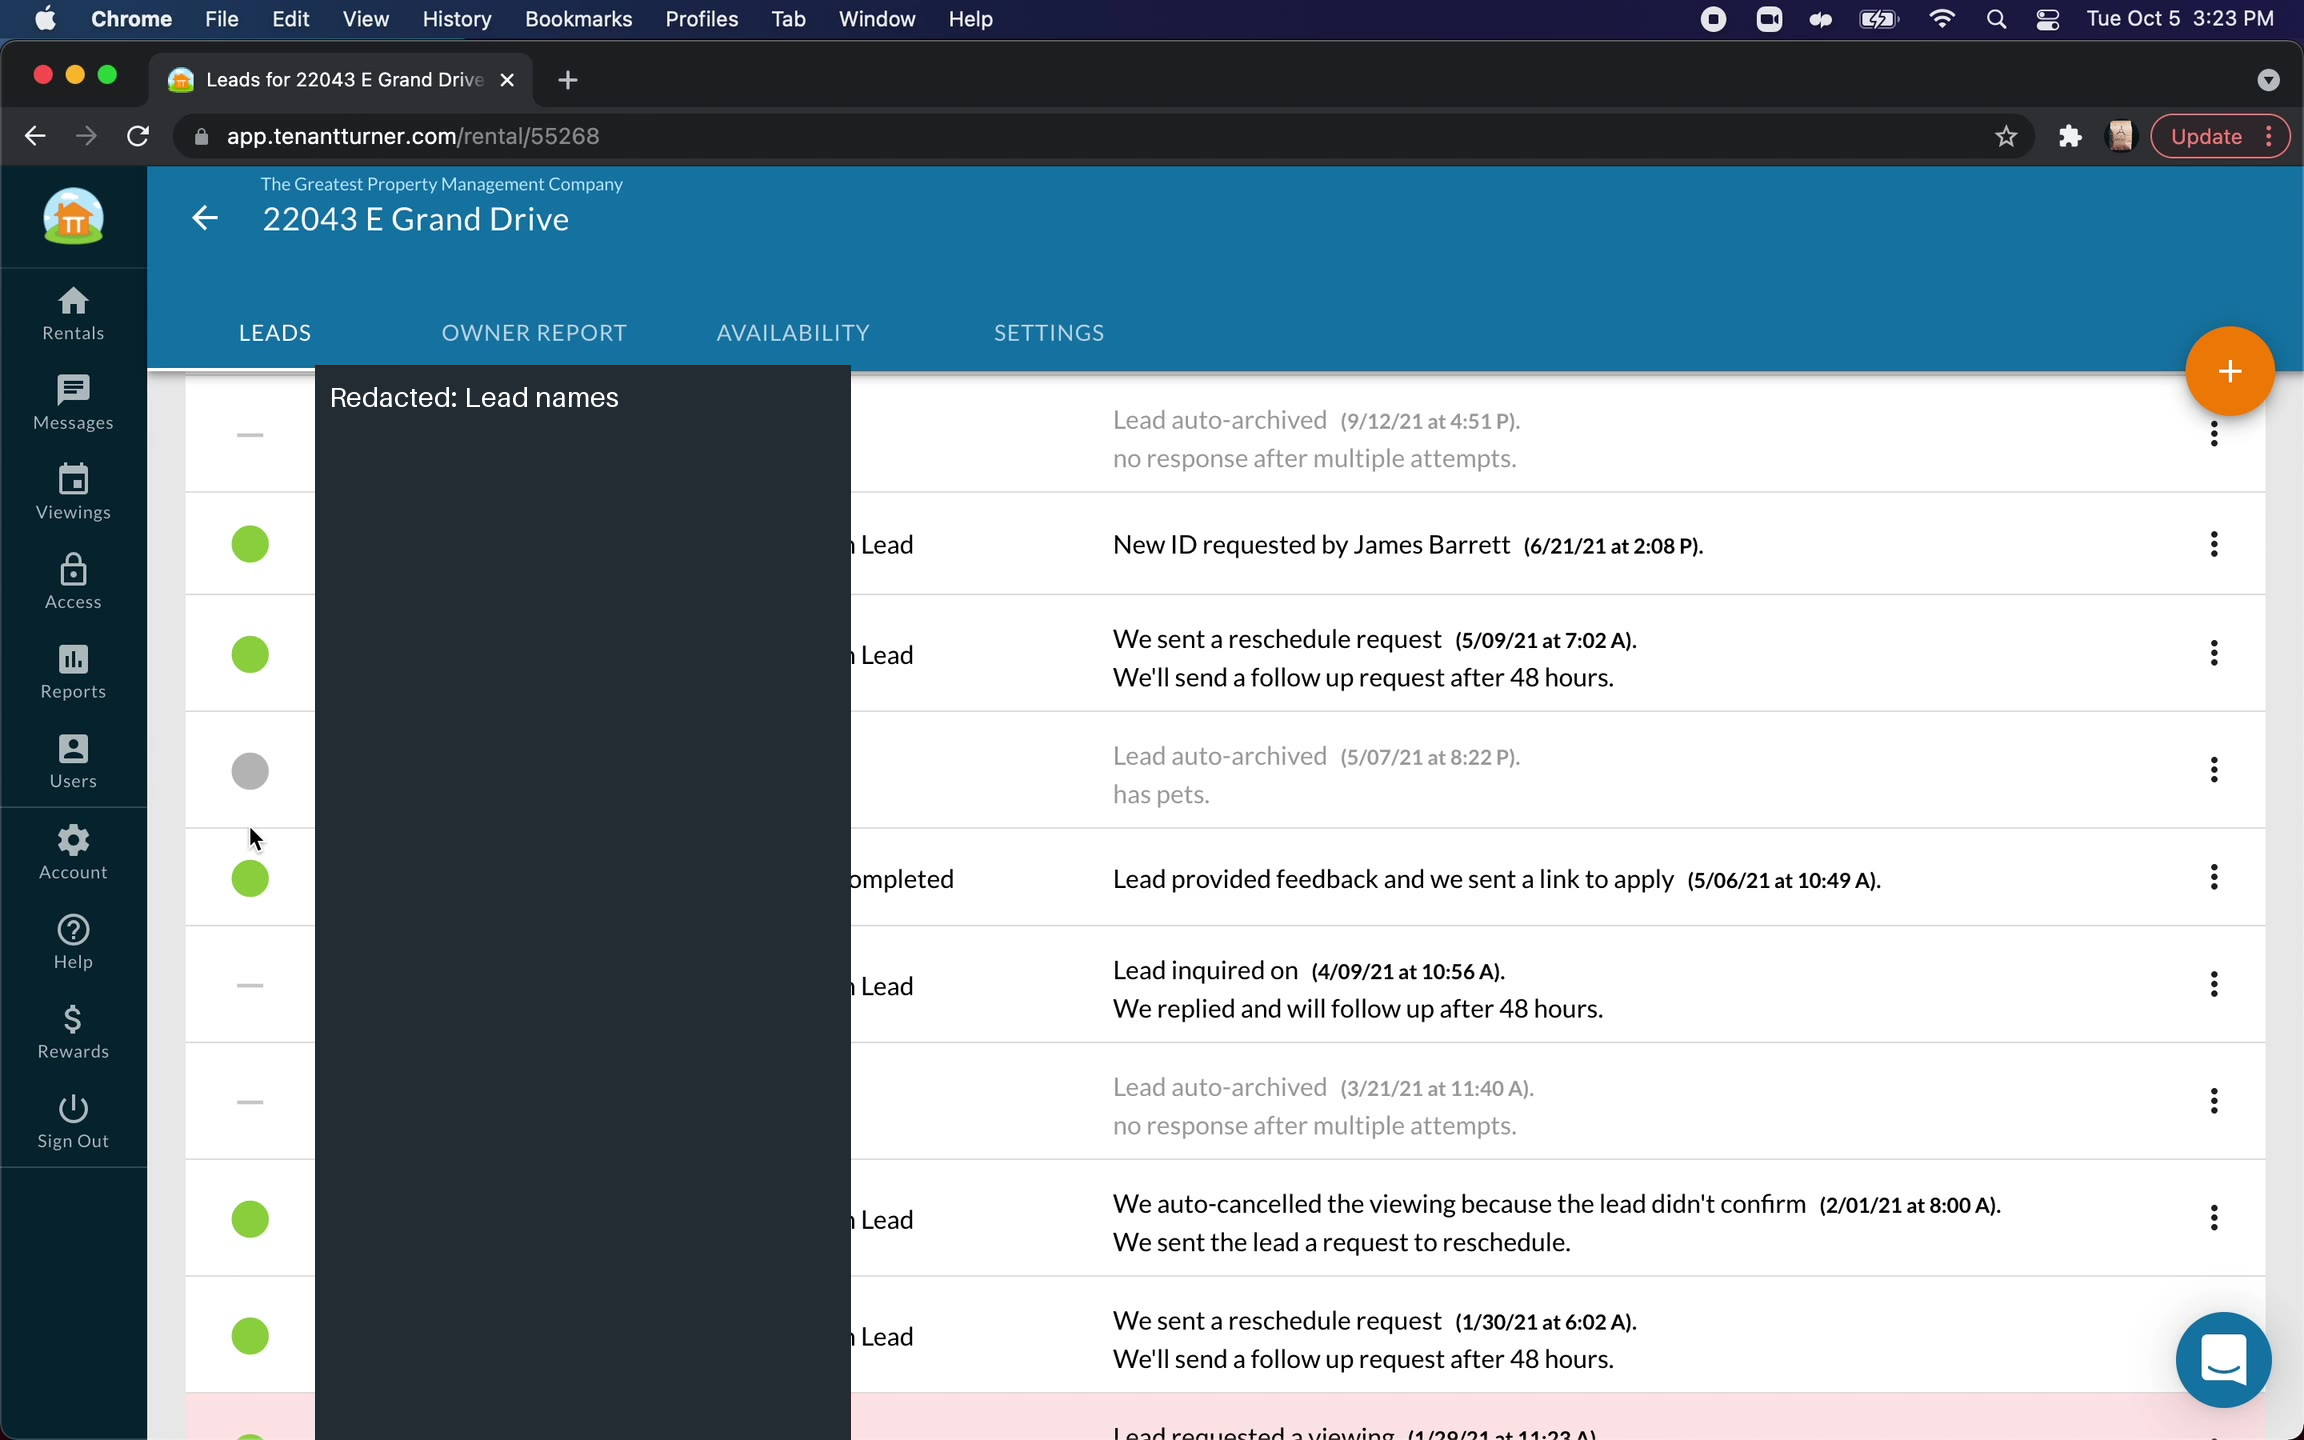 Chrome File Edit View History Bookmarks Profiles Tab Window Help Tue Oct 5 3:23 PM
Leads for 22043 E Grand Drive
app.tenantturner.com/rental/55268 Update
The Greatest Property Management Company
22043 E Grand Drive
LEADS OWNER REPORT AVAILABILITY SETTINGS
Rentals
Messages
Viewings
Access
Reports
Users
Account
Help
Rewards
Sign Out
Redacted: Lead names
Lead auto-archived (9/12/21 at 4:51 P).
no response after multiple attempts.
Lead New ID requested by James Barrett (6/21/21 at 2:08 P).
Lead We sent a reschedule request (5/09/21 at 7:02 A).
We'll send a follow up request after 48 hours.
Lead auto-archived (5/07/21 at 8:22 P).
has pets.
ompleted Lead provided feedback and we sent a link to apply (5/06/21 at 10:49 A).
Lead Lead inquired on (4/09/21 at 10:56 A).
We replied and will follow up after 48 hours.
Lead auto-archived (3/21/21 at 11:40 A).
no response after multiple attempts.
Lead We auto-cancelled the viewing because the lead didn't confirm (2/01/21 at 8:00 A).
We sent the lead a request to reschedule.
Lead We sent a reschedule request (1/30/21 at 6:02 A).
We'll send a follow up request after 48 hours.
Lead requested a viewing (1/29/21 at 11:23 A)